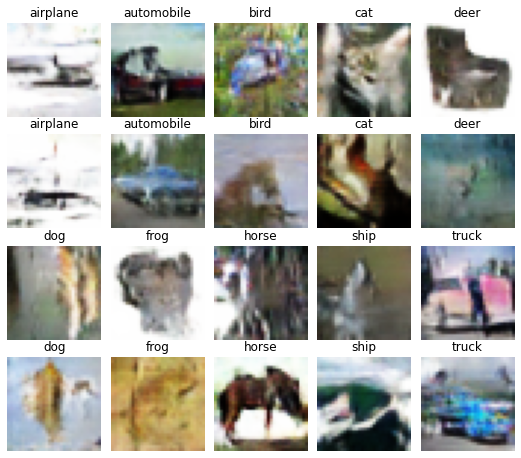 airplane automobile bird cat deer
airplane automobile bird cat deer
dog frog horse ship truck
dog frog horse ship truck